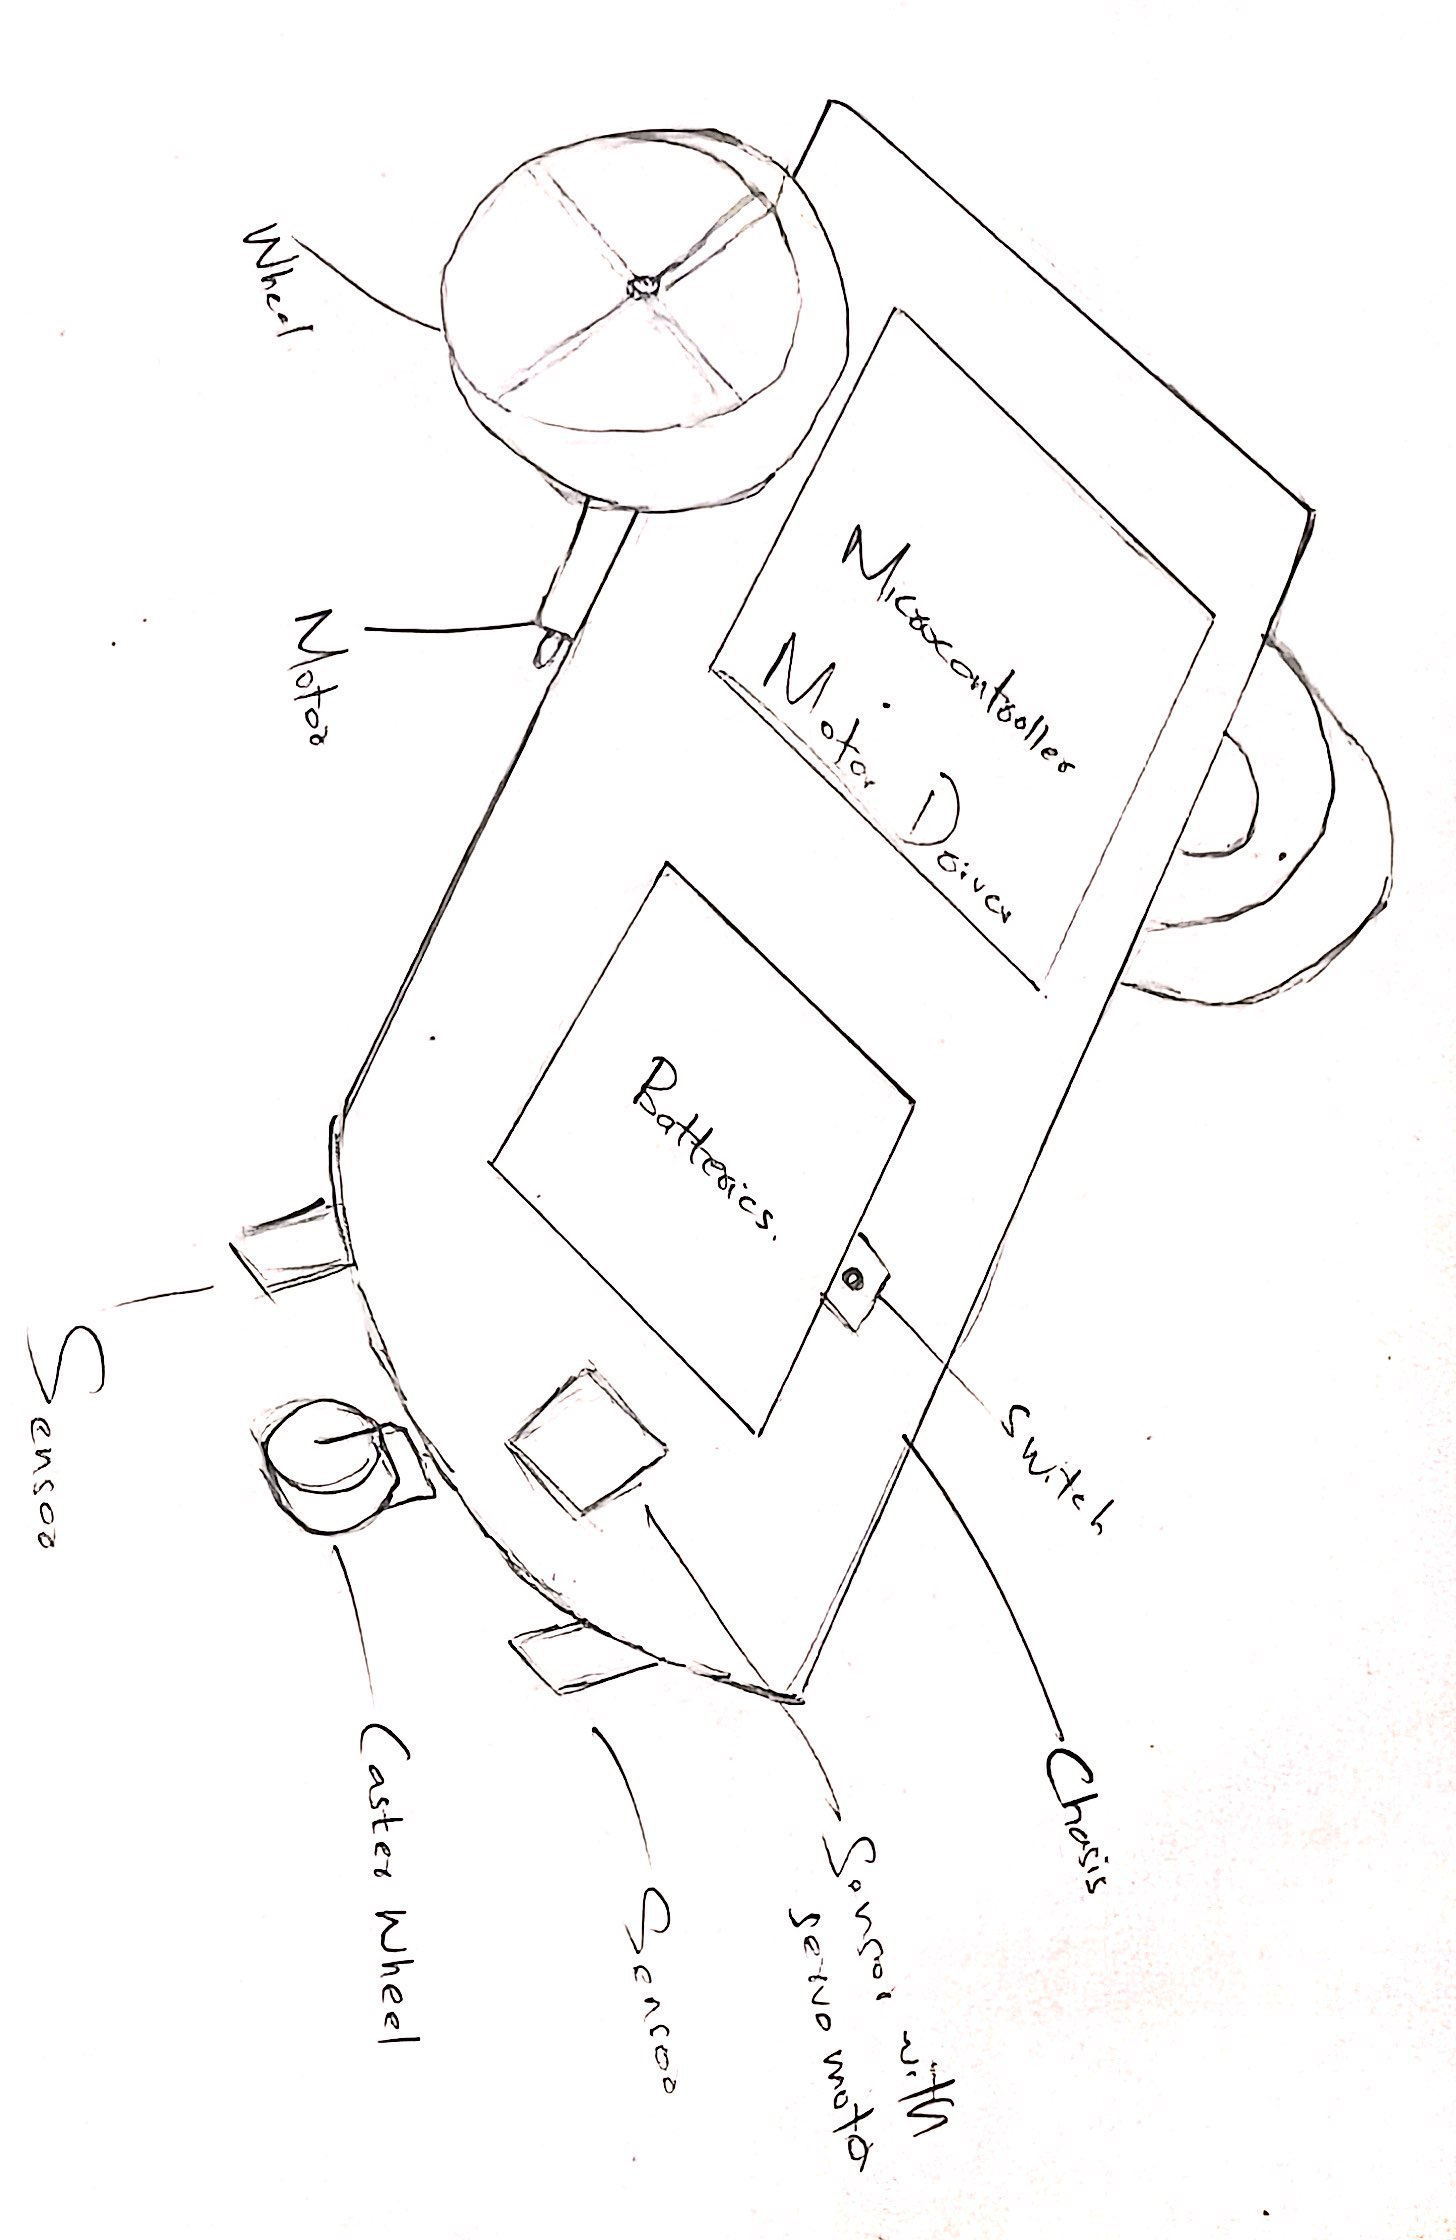 Wheel
Motor
Microcontroller
Motor Driver
Batteries.
Switch
Chasis
Sensor with
servo motor
Sensor
Caster Wheel
Sensor